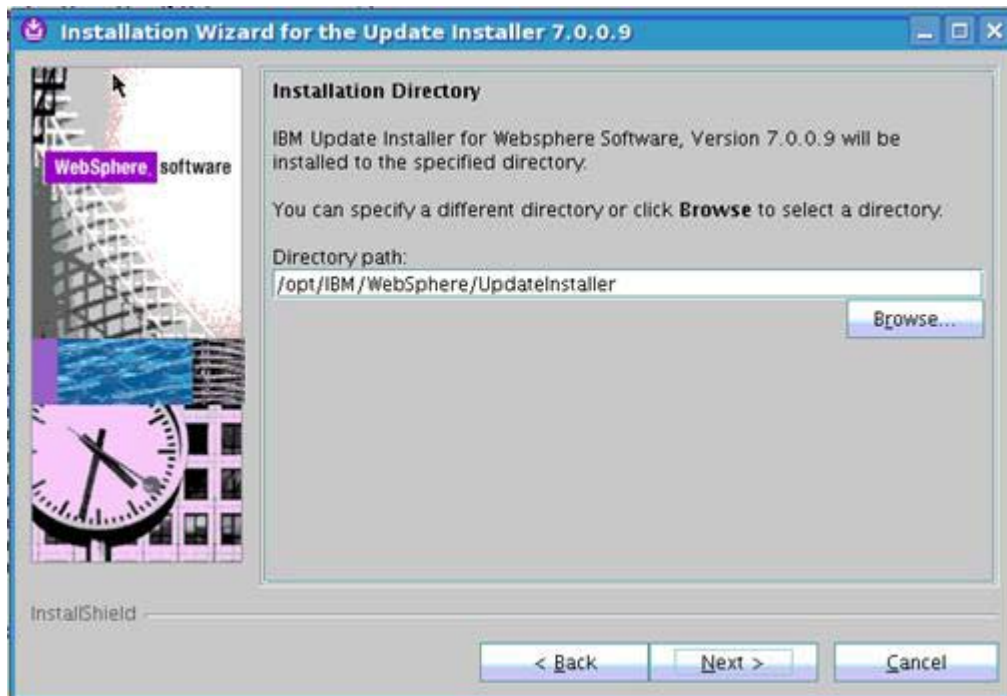 Installation Wizard for the Update Installer 7.0.0.9
WebSphere software
Installation Directory
IBM Update Installer for Websphere Software, Version 7.0.0.9 will be
installed to the specified directory.
You can specify a different directory or click Browse to select a directory.
Directory path:
/opt/IBM/WebSphere/UpdateInstaller
Browse...
InstallShield
< Back
Next >
Cancel